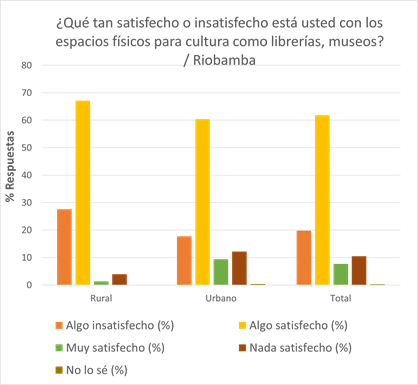 ¿Qué tan satisfecho o insatisfecho está usted con los
espacios físicos para cultura como librerías, museos?
/ Riobamba
% Respuestas
80
70
60
50
40
30
20
10
0
Rural
Urbano
Total
Algo insatisfecho (%)
Algo satisfecho (%)
Muy satisfecho (%)
Nada satisfecho (%)
No lo sé (%)